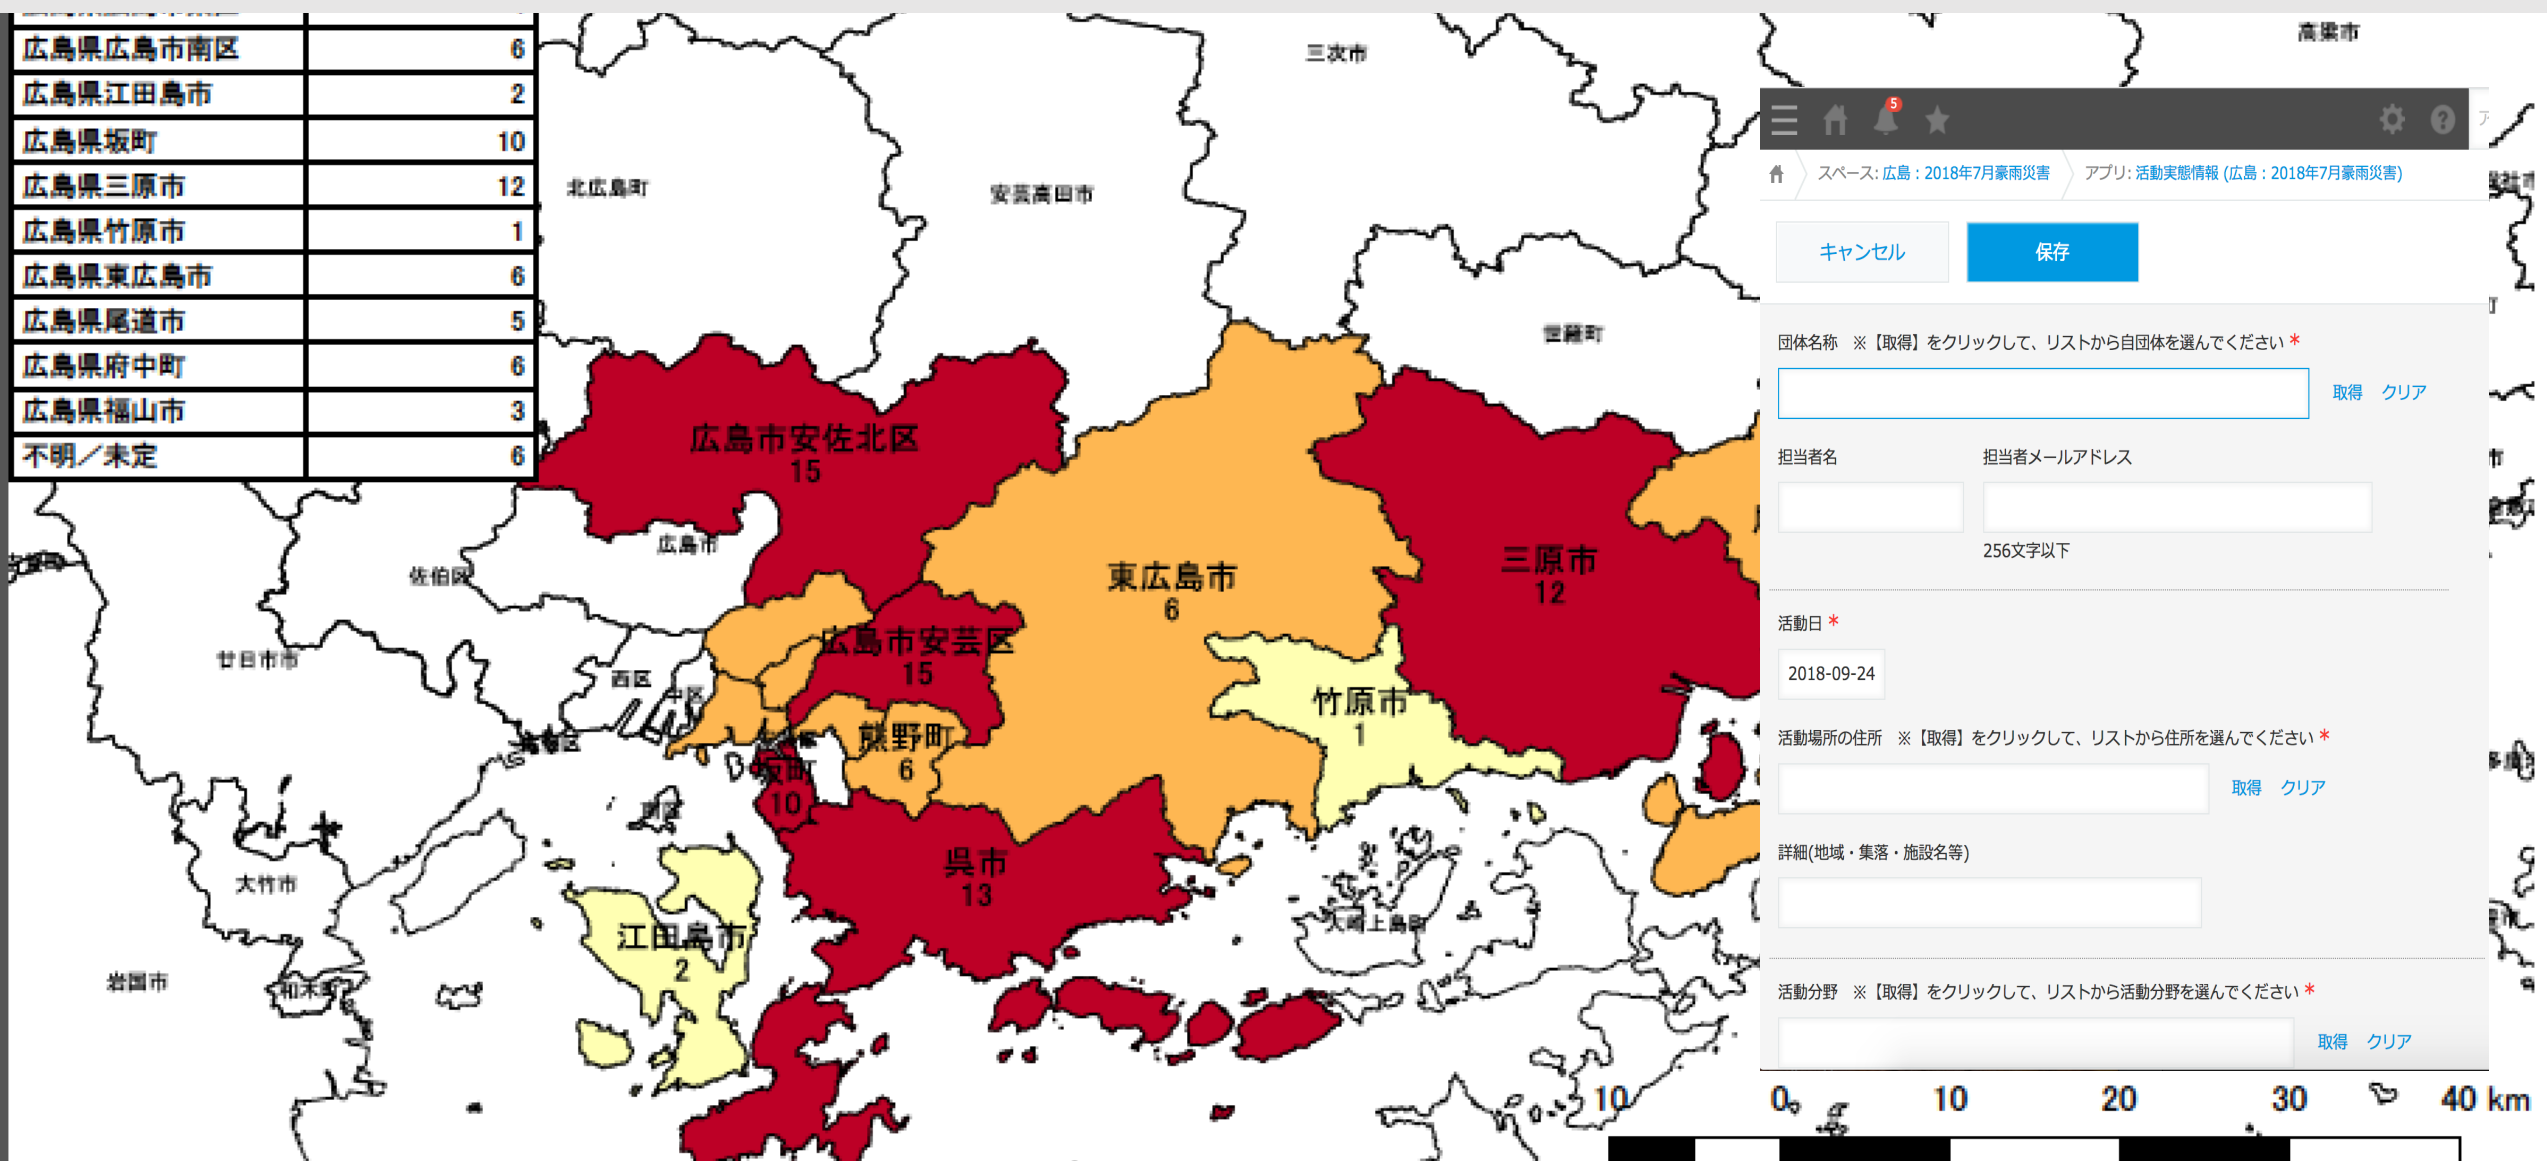 広島県広島市南区 6
広島県江田島市 2
広島県坂町 10
広島県三原市 12
広島県竹原市 1
広島県東広島市 6
広島県尾道市 5
広島県府中町 6
広島県福山市 3
不明／未定 6
三次市
高梁市
北広島町
安芸高田市
世羅町
広島市安佐北区
15
広島市
佐伯区
東広島市
6
三原市
12
広島市安芸区
15
廿日市市
西区
中区
竹原市
1
熊野町
6
坂町
10
南区
呉市
13
大竹市
江田島市
2
大崎上島町
岩国市
和木町
5
スペース: 広島：2018年7月豪雨災害
アプリ: 活動実態情報 (広島：2018年7月豪雨災害)
キャンセル
保存
団体名称 ※【取得】をクリックして、リストから自団体を選んでください *
取得 クリア
担当者名 担当者メールアドレス
256文字以下
活動日 *
2018-09-24
活動場所の住所 ※【取得】をクリックして、リストから住所を選んでください *
取得 クリア
詳細(地域・集落・施設名等)
活動分野 ※【取得】をクリックして、リストから活動分野を選んでください *
取得 クリア
10 0 10 20 30 40 km